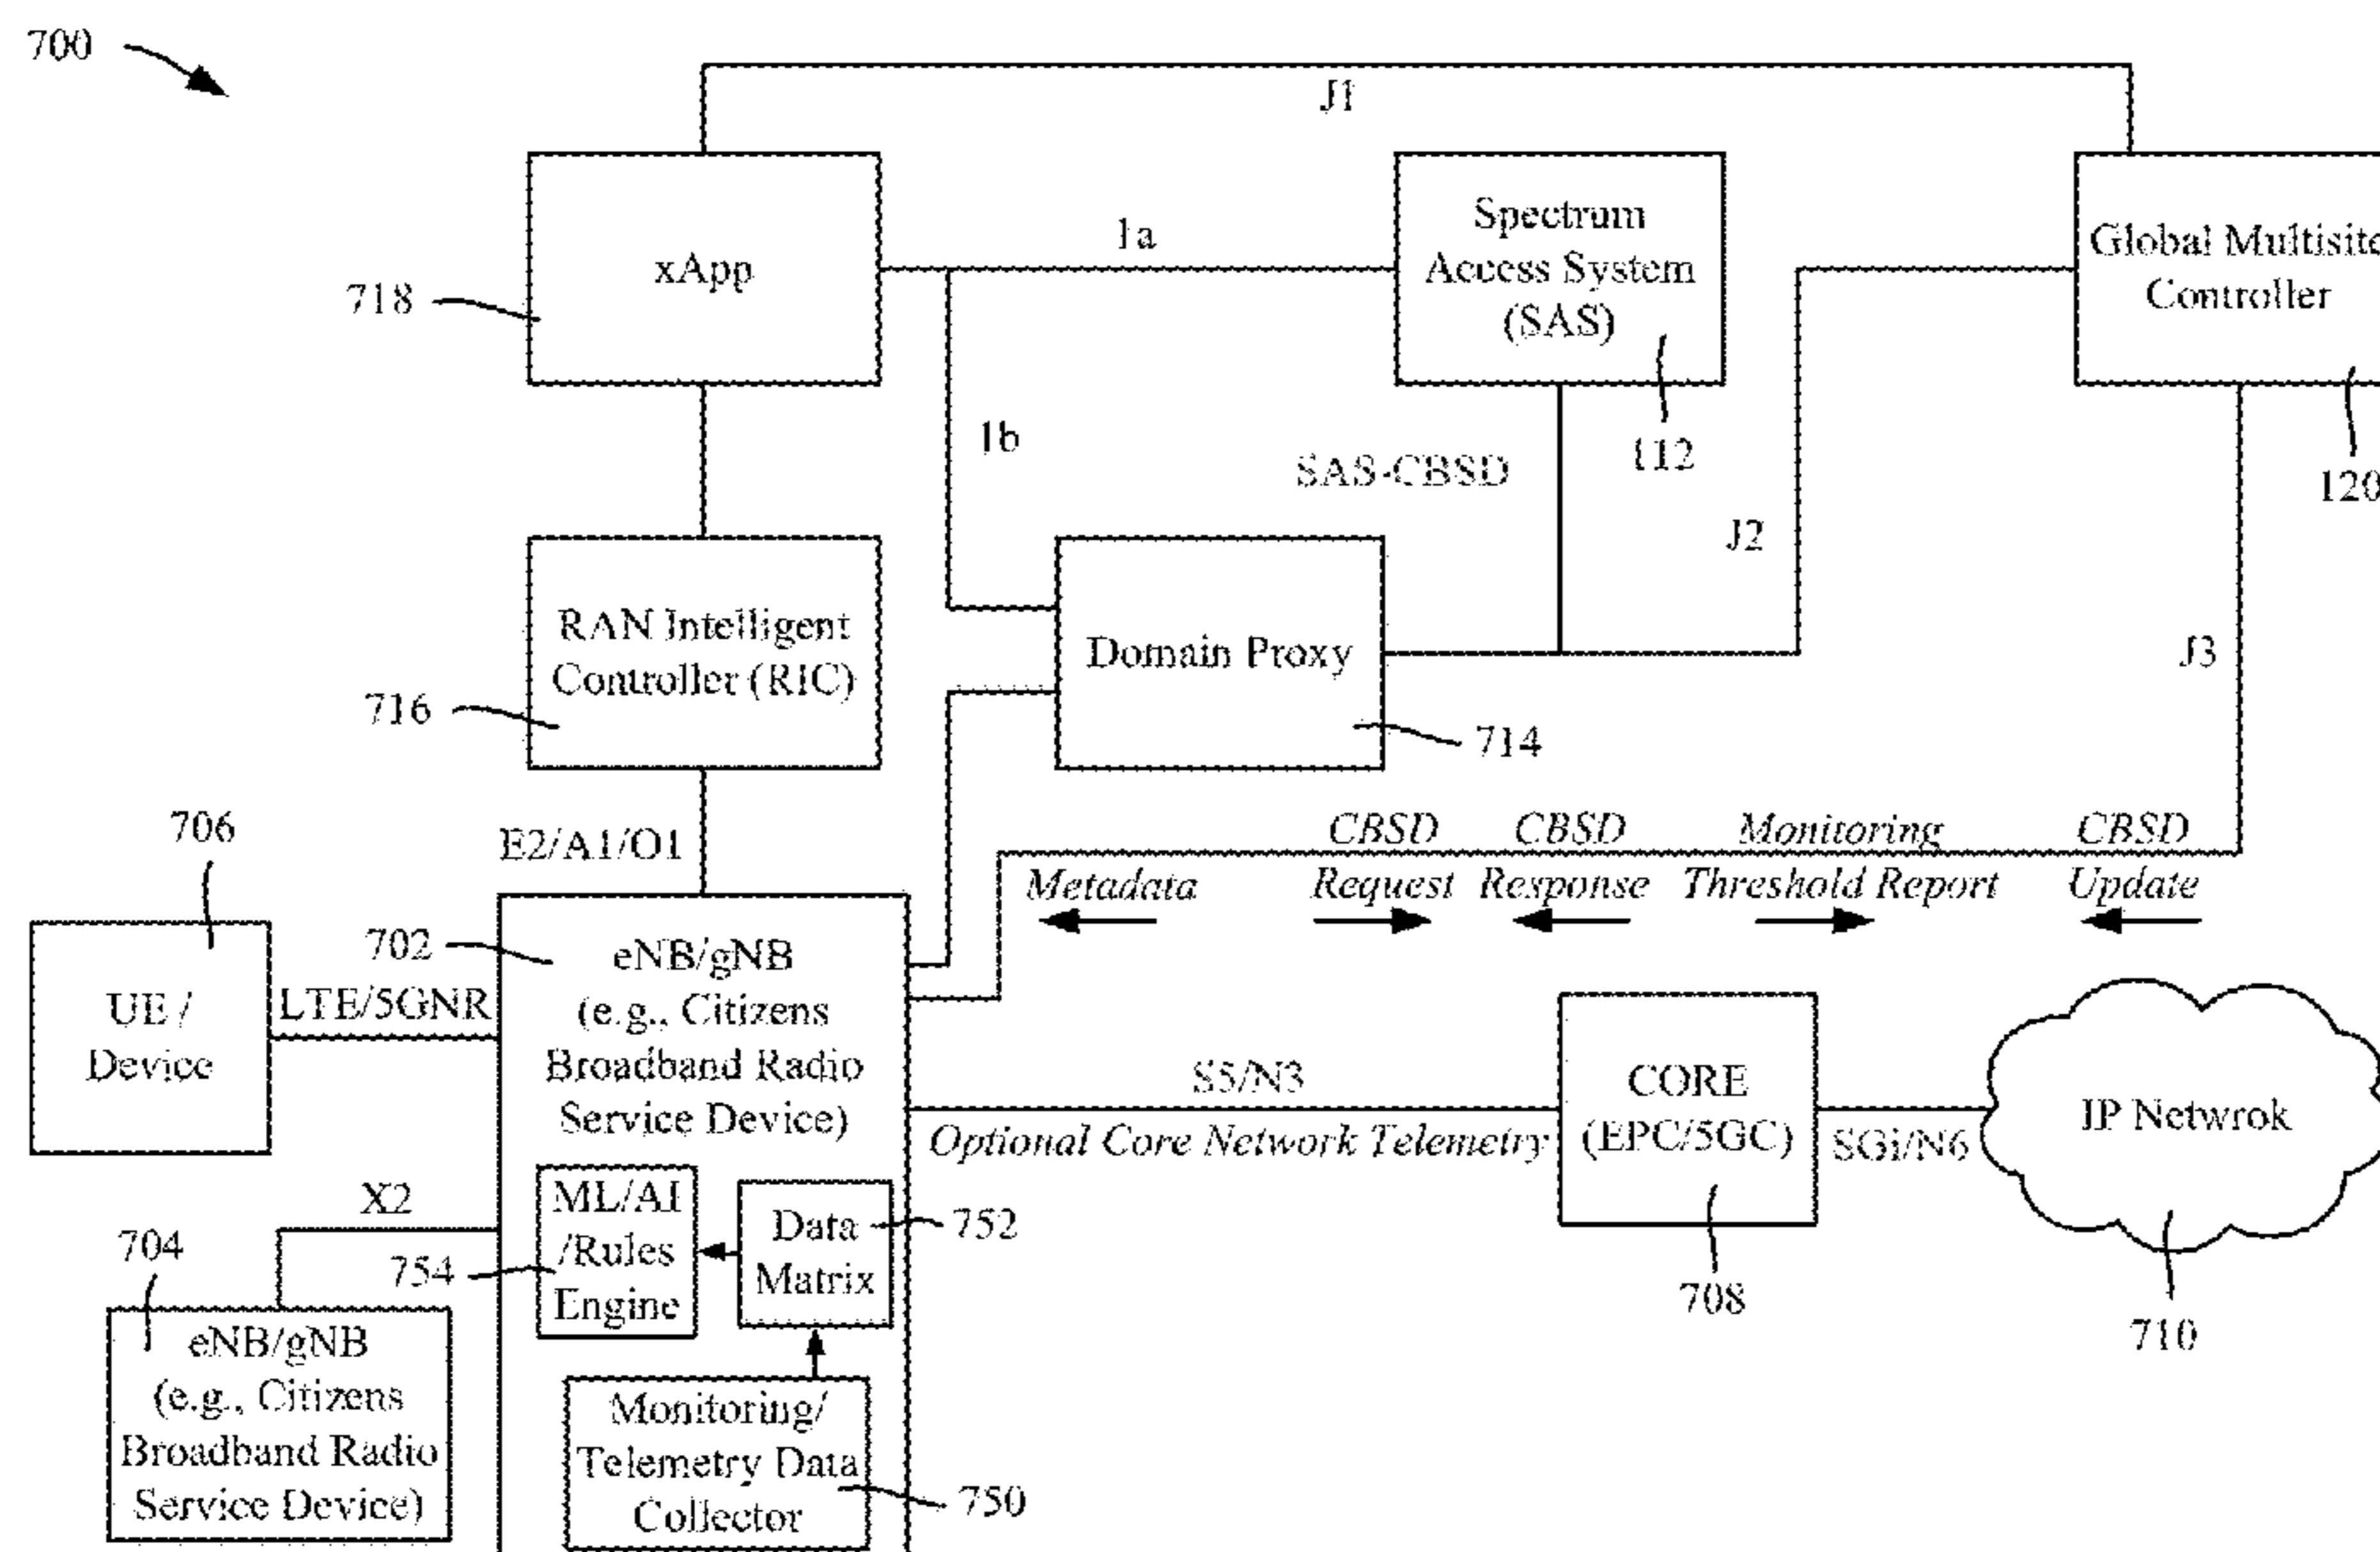 700
J1
xApp
718
1a
1b
Spectrum
Access System
(SAS)
112
Global Multisite
Controller
120
SAS-CBSD
J2
J3
RAN Intelligent
Controller (RIC)
716
Domain Proxy
714
E2/A1/O1
CBSD
Request
CBSD
Response
Monitoring
Threshold Report
CBSD
Update
Metadata
706
UE /
Device
LTE/5GNR
702
eNB/gNB
(e.g., Citizens
Broadband Radio
Service Device)
S5/N3
Optional Core Network Telemetry
CORE
(EPC/5GC)
708
SGi/N6
IP Netwrok
710
X2
704
eNB/gNB
(e.g., Citizens
Broadband Radio
Service Device)
754
ML/AI
/Rules
Engine
Data
Matrix
752
Monitoring/
Telemetry Data
Collector
750